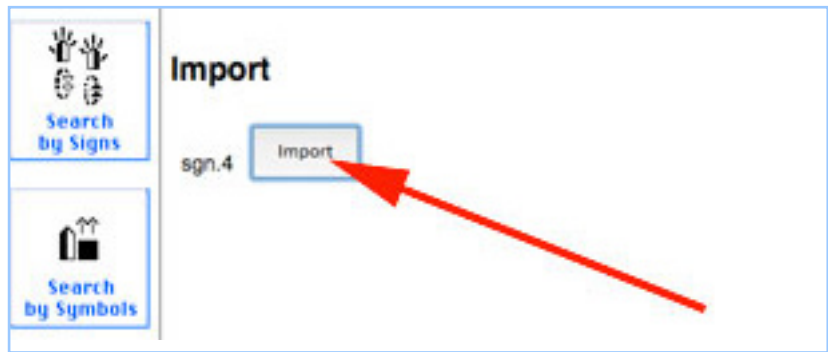 Search
by Signs
Search
by Symbols
Import
sgn.4 Import